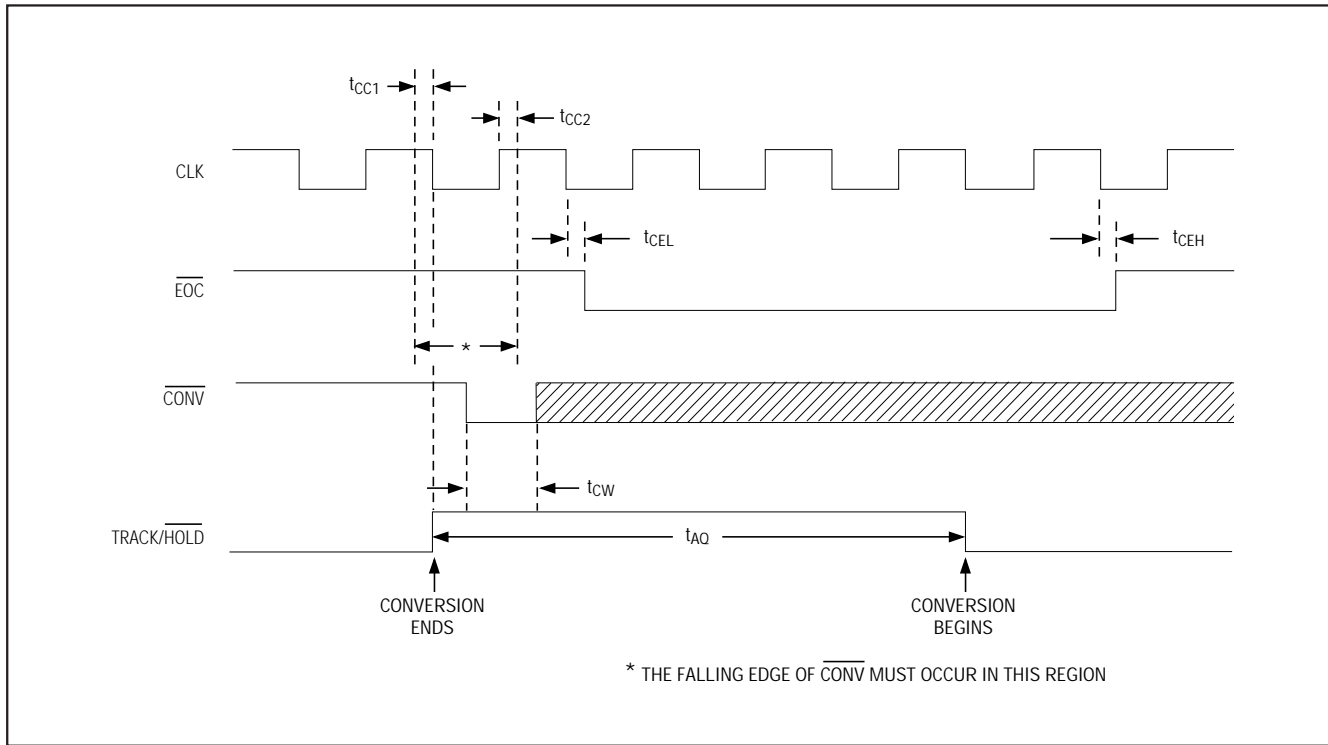 tCC1
tCC2
CLK
tCEL
tCEH
EOC
*
CONV
tCW
TRACK/HOLD
tAQ
CONVERSION
ENDS
CONVERSION
BEGINS
* THE FALLING EDGE OF CONV MUST OCCUR IN THIS REGION